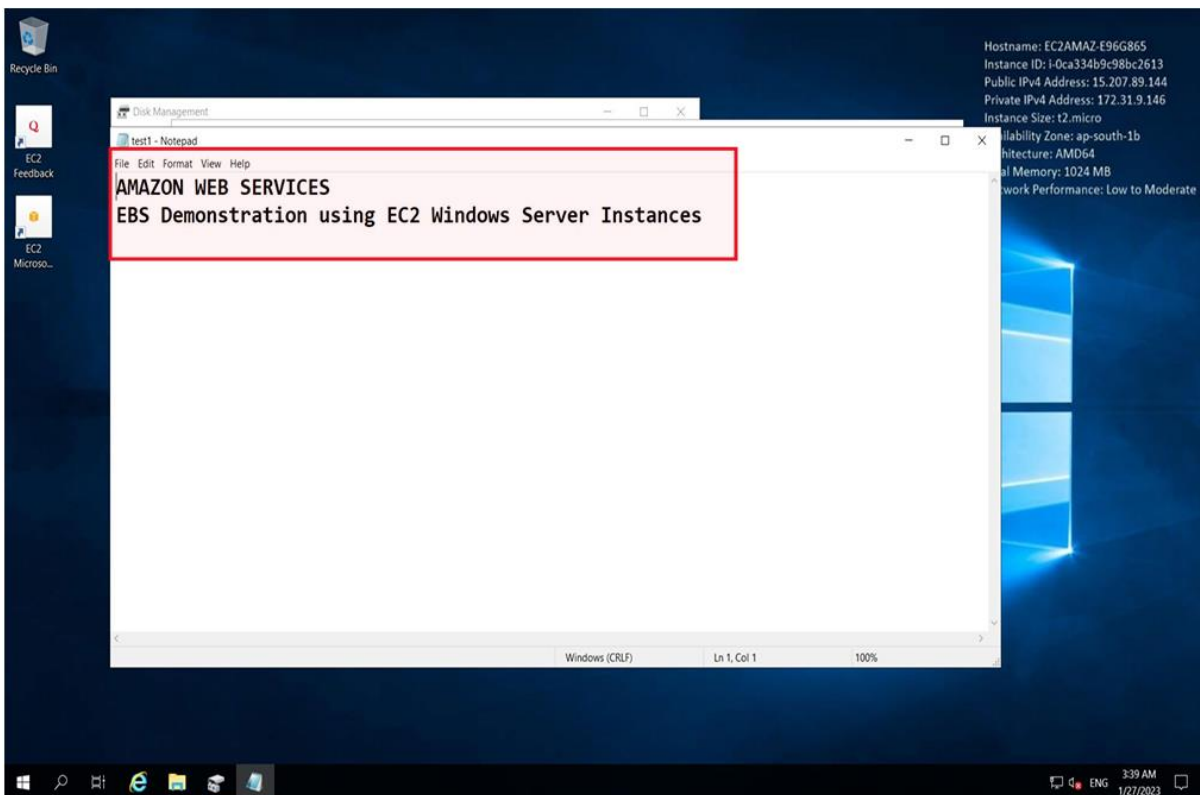 Recycle Bin
EC2
Feedback
EC2
Microso...
Hostname: EC2AMAZ-E96G865
Instance ID: i-0ca334b9c98bc2613
Public IPv4 Address: 15.207.89.144
Private IPv4 Address: 172.31.9.146
Instance Size: t2.micro
ilability Zone: ap-south-1b
hitecture: AMD64
al Memory: 1024 MB
work Performance: Low to Moderate
Disk Management
test1 - Notepad
File Edit Format View Help
AMAZON WEB SERVICES
EBS Demonstration using EC2 Windows Server Instances
Windows (CRLF) Ln 1, Col 1 100%
ENG
3:39 AM
1/27/2023